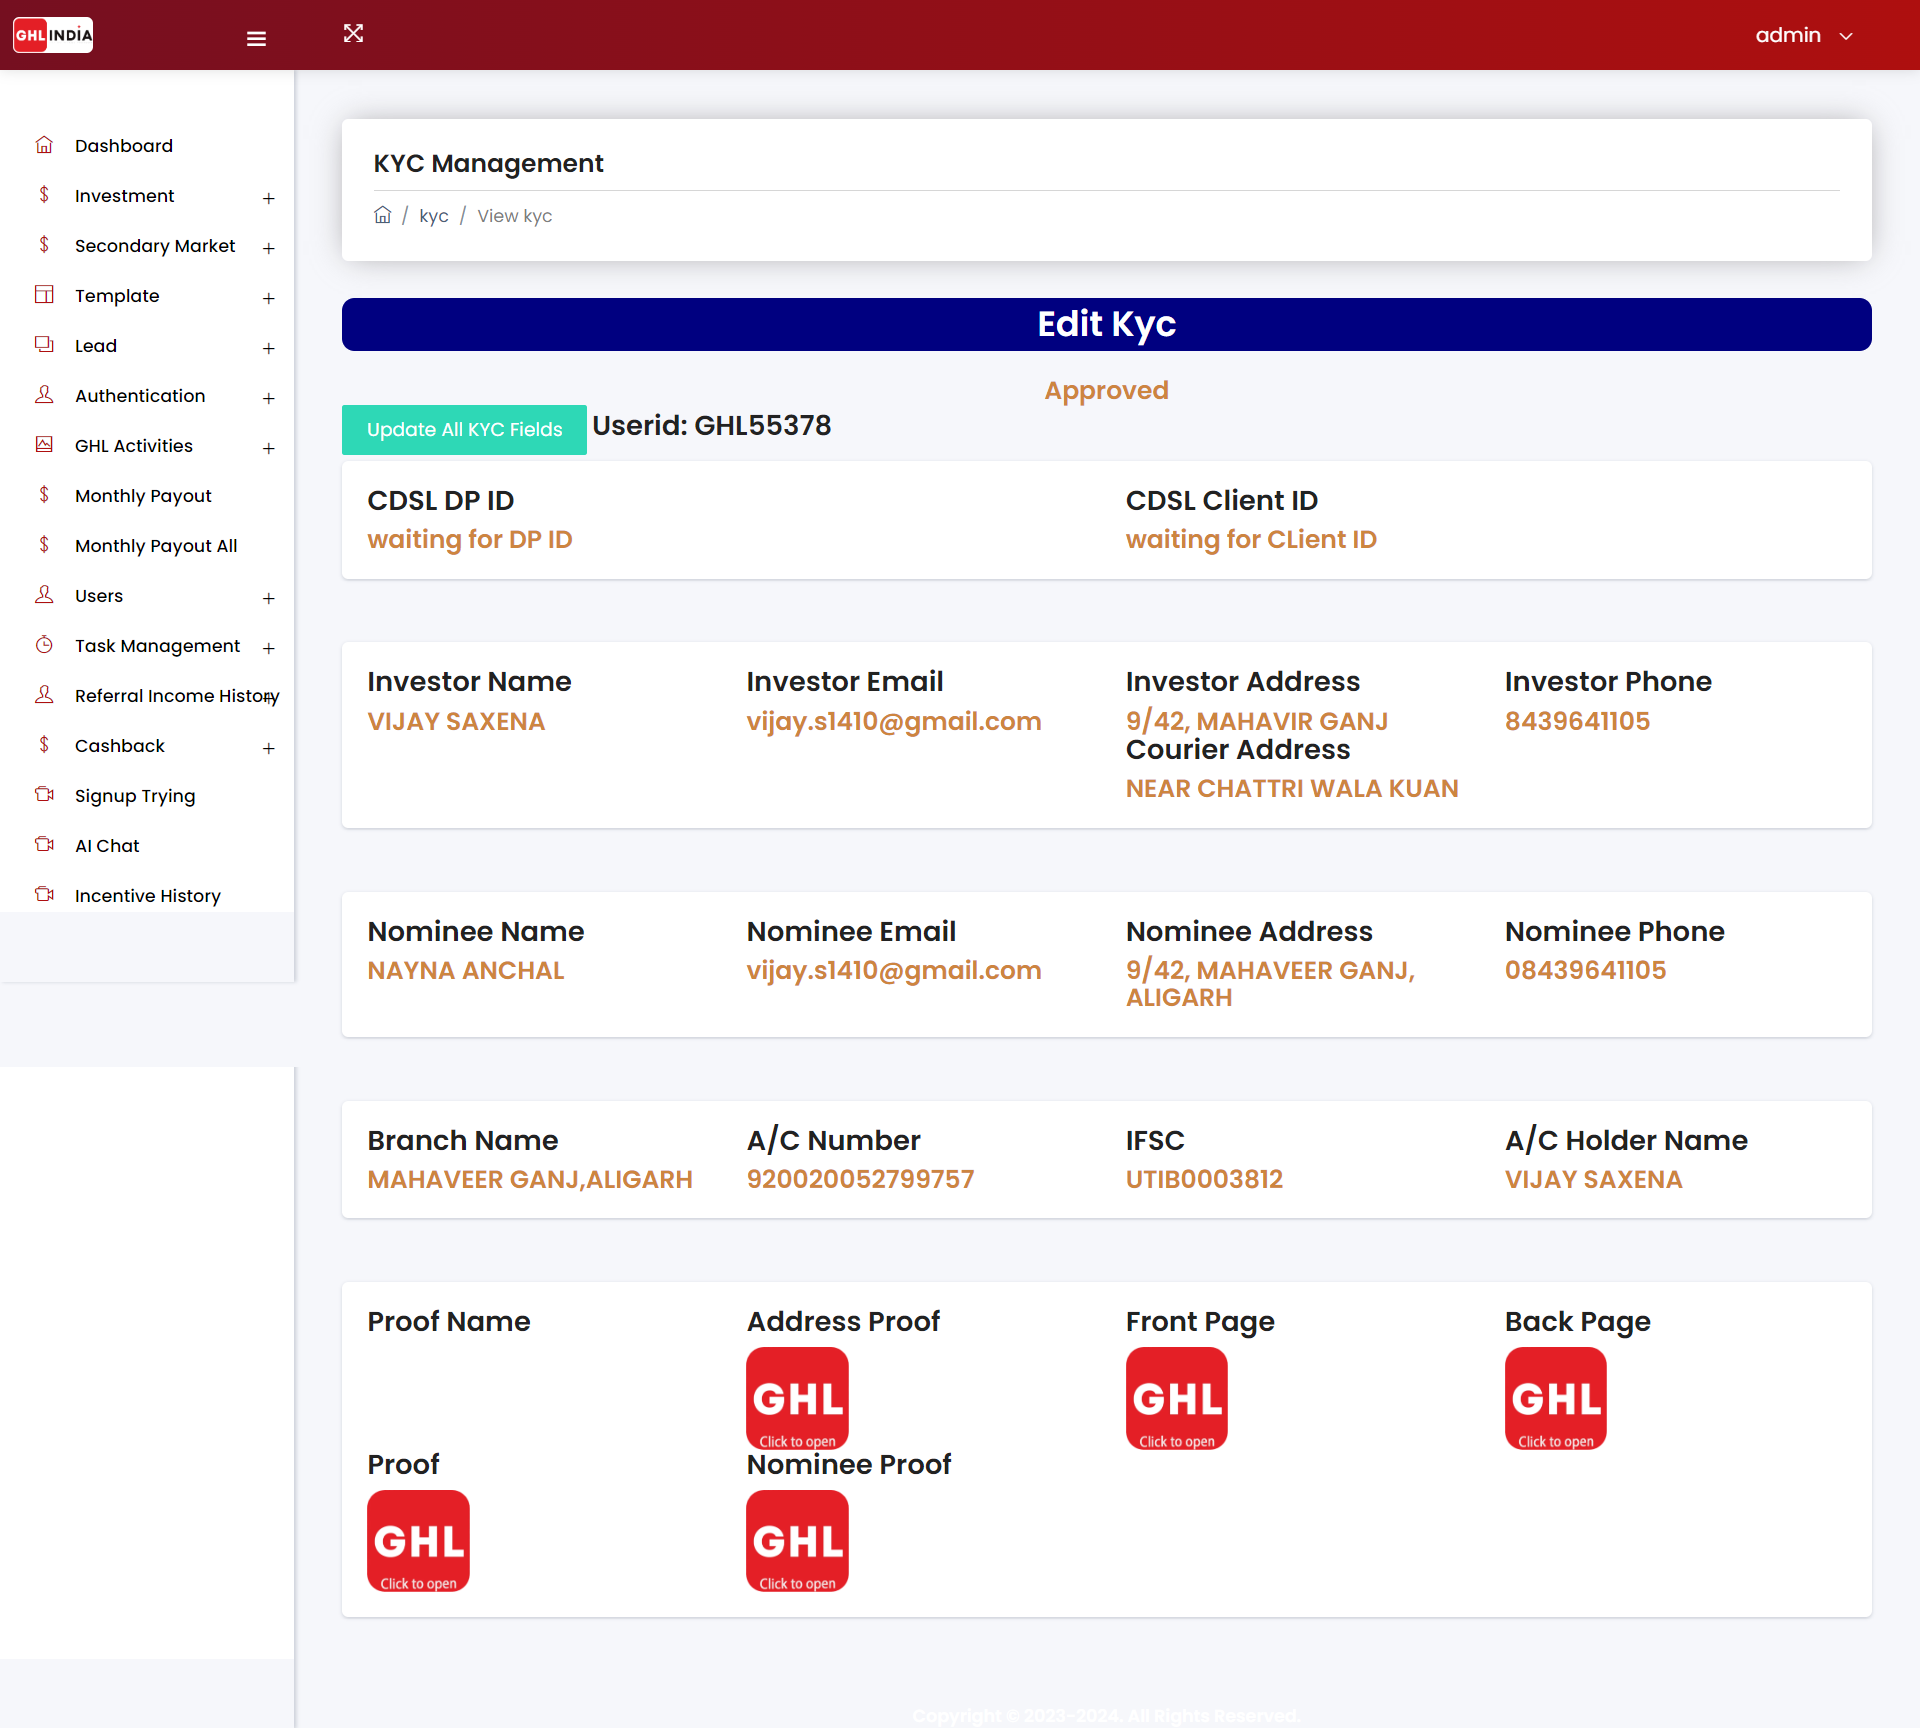 GHL INDIA
admin
Dashboard
Investment
Secondary Market
Template
Lead
Authentication
GHL Activities
Monthly Payout
Monthly Payout All
Users
Task Management
Referral Income History
Cashback
Signup Trying
AI Chat
Incentive History
KYC Management
/ kyc / View kyc
Edit Kyc
Approved
Update All KYC Fields Userid: GHL55378
CDSL DP ID
waiting for DP ID
CDSL Client ID
waiting for CLient ID
Investor Name
VIJAY SAXENA
Investor Email
vijay.s1410@gmail.com
Investor Address
9/42, MAHAVIR GANJ
Courier Address
NEAR CHATTRI WALA KUAN
Investor Phone
8439641105
Nominee Name
NAYNA ANCHAL
Nominee Email
vijay.s1410@gmail.com
Nominee Address
9/42, MAHAVEER GANJ,
ALIGARH
Nominee Phone
08439641105
Branch Name
MAHAVEER GANJ,ALIGARH
A/C Number
920020052799757
IFSC
UTIB0003812
A/C Holder Name
VIJAY SAXENA
Proof Name
Address Proof
GHL
Click to open
Front Page
GHL
Click to open
Back Page
GHL
Click to open
Proof
GHL
Click to open
Nominee Proof
GHL
Click to open
Copyright © 2023-2024. All Rights Reserved.